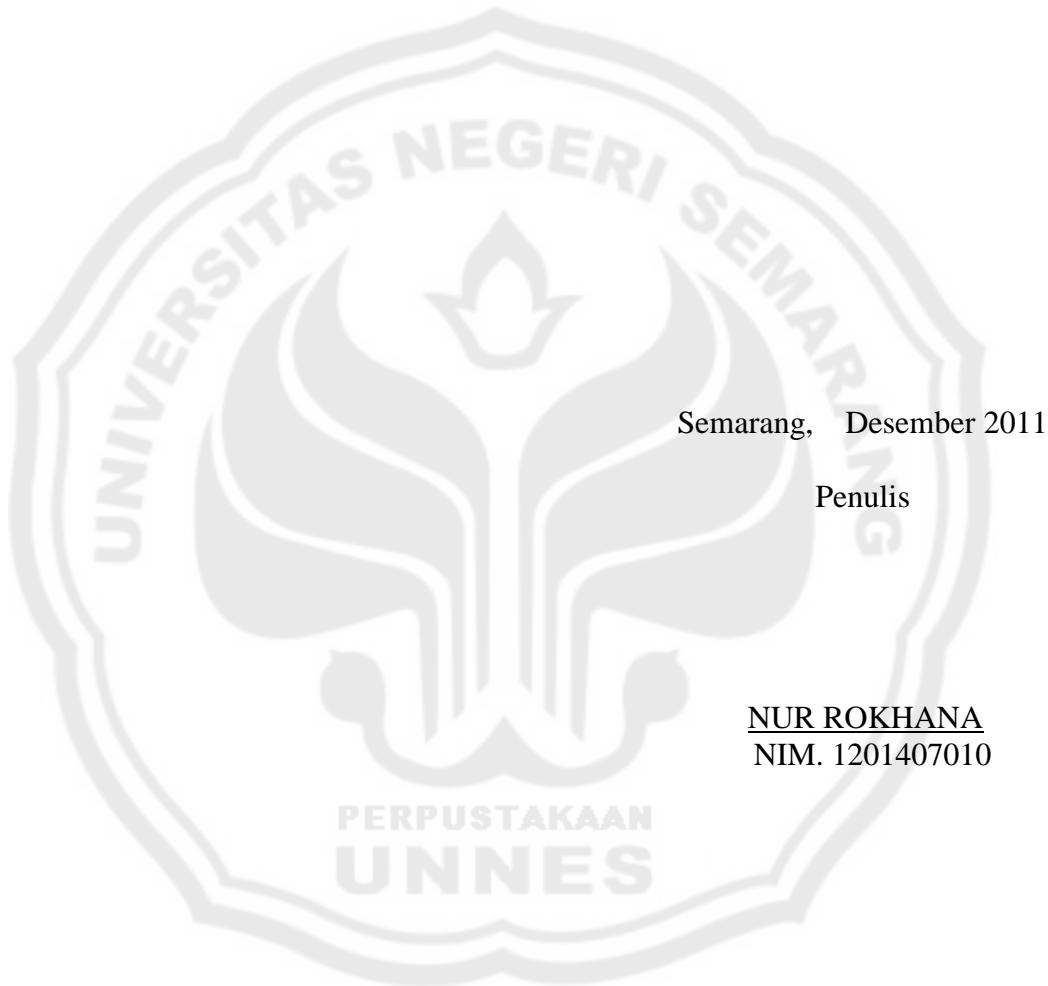 UNIVERSITAS NEGERI SEMARANG
Semarang, Desember 2011
Penulis
NUR ROKHANA
NIM. 1201407010
PERPUSTAKAAN
UNNES